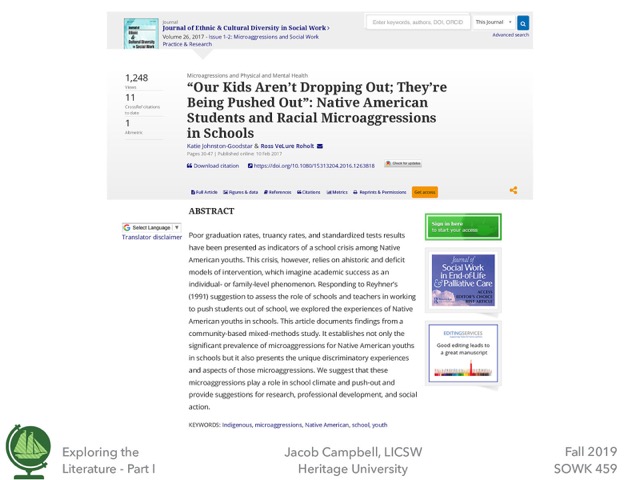 Journal
Journal of Ethnic & Cultural Diversity in Social Work ›
Volume 26, 2017 - Issue 1-2: Microaggressions and Social Work
Practice & Research
Enter keywords, authors, DOI, ORCID
This Journal
Advanced search
1,248
Views
11
CrossRef citations
to date
1
Altmetric
Microaggressions and Physical and Mental Health
“Our Kids Aren’t Dropping Out; They’re
Being Pushed Out”: Native American
Students and Racial Microaggressions
in Schools
Katie Johnston-Goodstar & Ross VeLure Roholt
Pages 30-47 | Published online: 10 Feb 2017
Download citation
https://doi.org/10.1080/15313204.2016.1263818
Check for updates
Full Article
Figures & data
References
Citations
Metrics
Reprints & Permissions
Get access
Select Language
Translator disclaimer
ABSTRACT
Poor graduation rates, truancy rates, and standardized tests results
have been presented as indicators of a school crisis among Native
American youths. This crisis, however, relies on ahistoric and deficit
models of intervention, which imagine academic success as an
individual- or family-level phenomenon. Responding to Reyhner’s
(1991) suggestion to assess the role of schools and teachers in working
to push students out of school, we explored the experiences of Native
American youths in schools. This article documents findings from a
community-based mixed-methods study. It establishes not only the
significant prevalence of microaggressions for Native American youths
in schools but it also presents the unique discriminatory experiences
and aspects of those microaggressions. We suggest that these
microaggressions play a role in school climate and push-out and
provide suggestions for research, professional development, and social
action.
KEYWORDS: Indigenous, microaggressions, Native American, school, youth
Sign in here
to start your access
Journal of
Social Work
in End-of-Life
& Palliative Care
ACCESS
EDITOR'S CHOICE
FREE ARTICLE
EDITINGSERVICES
Good editing leads to
a great manuscript
Exploring the
Literature - Part I
Jacob Campbell, LICSW
Heritage University
Fall 2019
SOWK 459